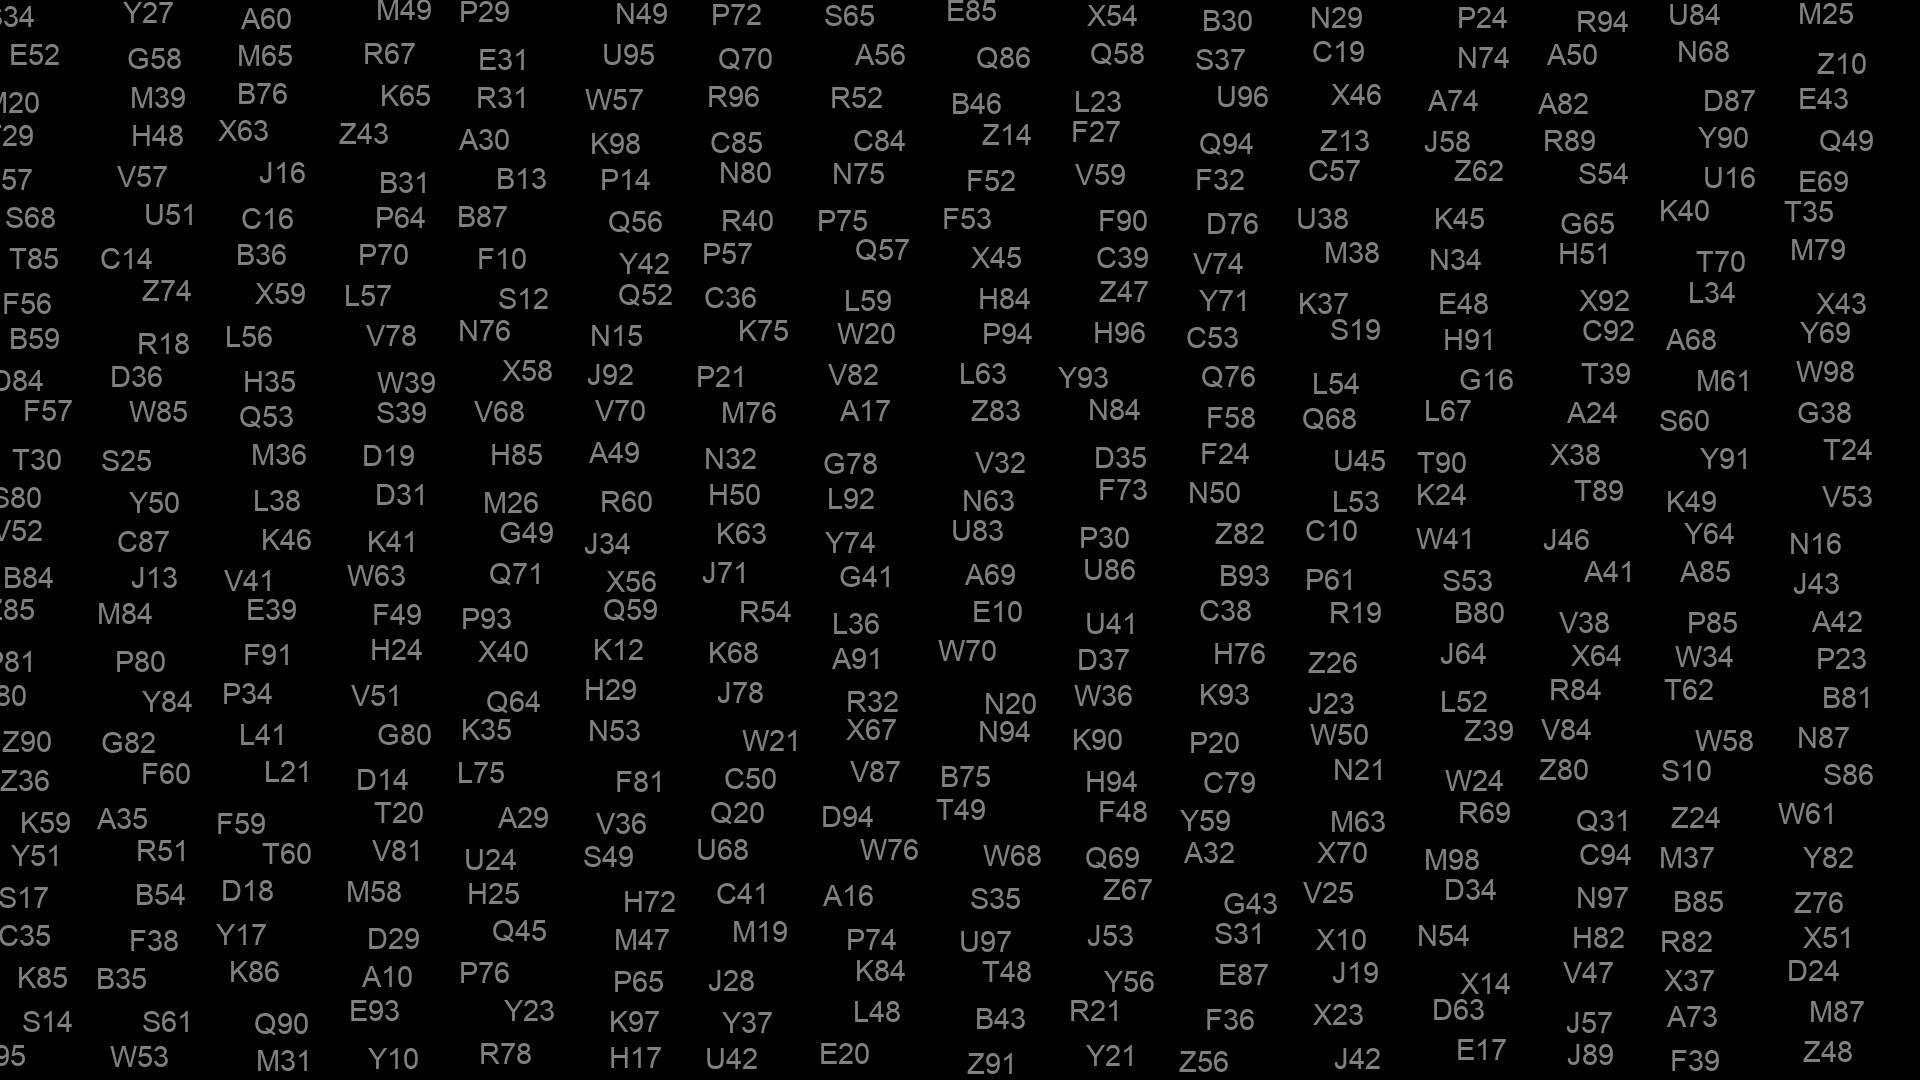 S34 Y27 A60 M49 P29 N49 P72 S65 E85 X54 B30 N29 P24 R94 U84 M25
E52 G58 M65 R67 E31 U95 Q70 A56 Q86 Q58 S37 C19 N74 A50 N68 Z10
M20 M39 B76 K65 R31 W57 R96 R52 B46 L23 U96 X46 A74 A82 D87 E43
29 H48 X63 Z43 A30 K98 C85 C84 Z14 F27 Q94 Z13 J58 R89 Y90 Q49
57 V57 J16 B31 B13 P14 N80 N75 F52 V59 F32 C57 Z62 S54 U16 E69
S68 U51 C16 P64 B87 Q56 R40 P75 F53 F90 D76 U38 K45 G65 K40 T35
T85 C14 B36 P70 F10 Y42 P57 Q57 X45 C39 V74 M38 N34 H51 T70 M79
F56 Z74 X59 L57 S12 Q52 C36 L59 H84 Z47 Y71 K37 E48 X92 L34 X43
B59 R18 L56 V78 N76 N15 K75 W20 P94 H96 C53 S19 H91 C92 A68 Y69
84 D36 H35 W39 X58 J92 P21 V82 L63 Y93 Q76 L54 G16 T39 M61 W98
F57 W85 Q53 S39 V68 V70 M76 A17 Z83 N84 F58 Q68 L67 A24 S60 G38
T30 S25 M36 D19 H85 A49 N32 G78 V32 D35 F24 U45 T90 X38 Y91 T24
S80 Y50 L38 D31 M26 R60 H50 L92 N63 F73 N50 L53 K24 T89 K49 V53
V52 C87 K46 K41 G49 J34 K63 Y74 U83 P30 Z82 C10 W41 J46 Y64 N16
B84 J13 V41 W63 Q71 X56 J71 G41 A69 U86 B93 P61 S53 A41 A85 J43
85 M84 E39 F49 P93 Q59 R54 L36 E10 U41 C38 R19 B80 V38 P85 A42
P81 P80 F91 H24 X40 K12 K68 A91 W70 D37 H76 Z26 J64 X64 W34 P23
80 Y84 P34 V51 Q64 H29 J78 R32 N20 W36 K93 J23 L52 R84 T62 B81
Z90 G82 L41 G80 K35 N53 W21 X67 N94 K90 P20 W50 Z39 V84 W58 N87
Z36 F60 L21 D14 L75 F81 C50 V87 B75 H94 C79 N21 W24 Z80 S10 S86
K59 A35 F59 T20 A29 V36 Q20 D94 T49 F48 Y59 M63 R69 Q31 Z24 W61
Y51 R51 T60 V81 U24 S49 U68 W76 W68 Q69 A32 X70 M98 C94 M37 Y82
S17 B54 D18 M58 H25 H72 C41 A16 S35 Z67 G43 V25 D34 N97 B85 Z76
C35 F38 Y17 D29 Q45 M47 M19 P74 U97 J53 S31 X10 N54 H82 R82 X51
K85 B35 K86 A10 P76 P65 J28 K84 T48 Y56 E87 J19 X14 V47 X37 D24
S14 S61 Q90 E93 Y23 K97 Y37 L48 B43 R21 F36 X23 D63 J57 A73 M87
95 W53 M31 Y10 R78 H17 U42 E20 Z91 Y21 Z56 J42 E17 J89 F39 Z48